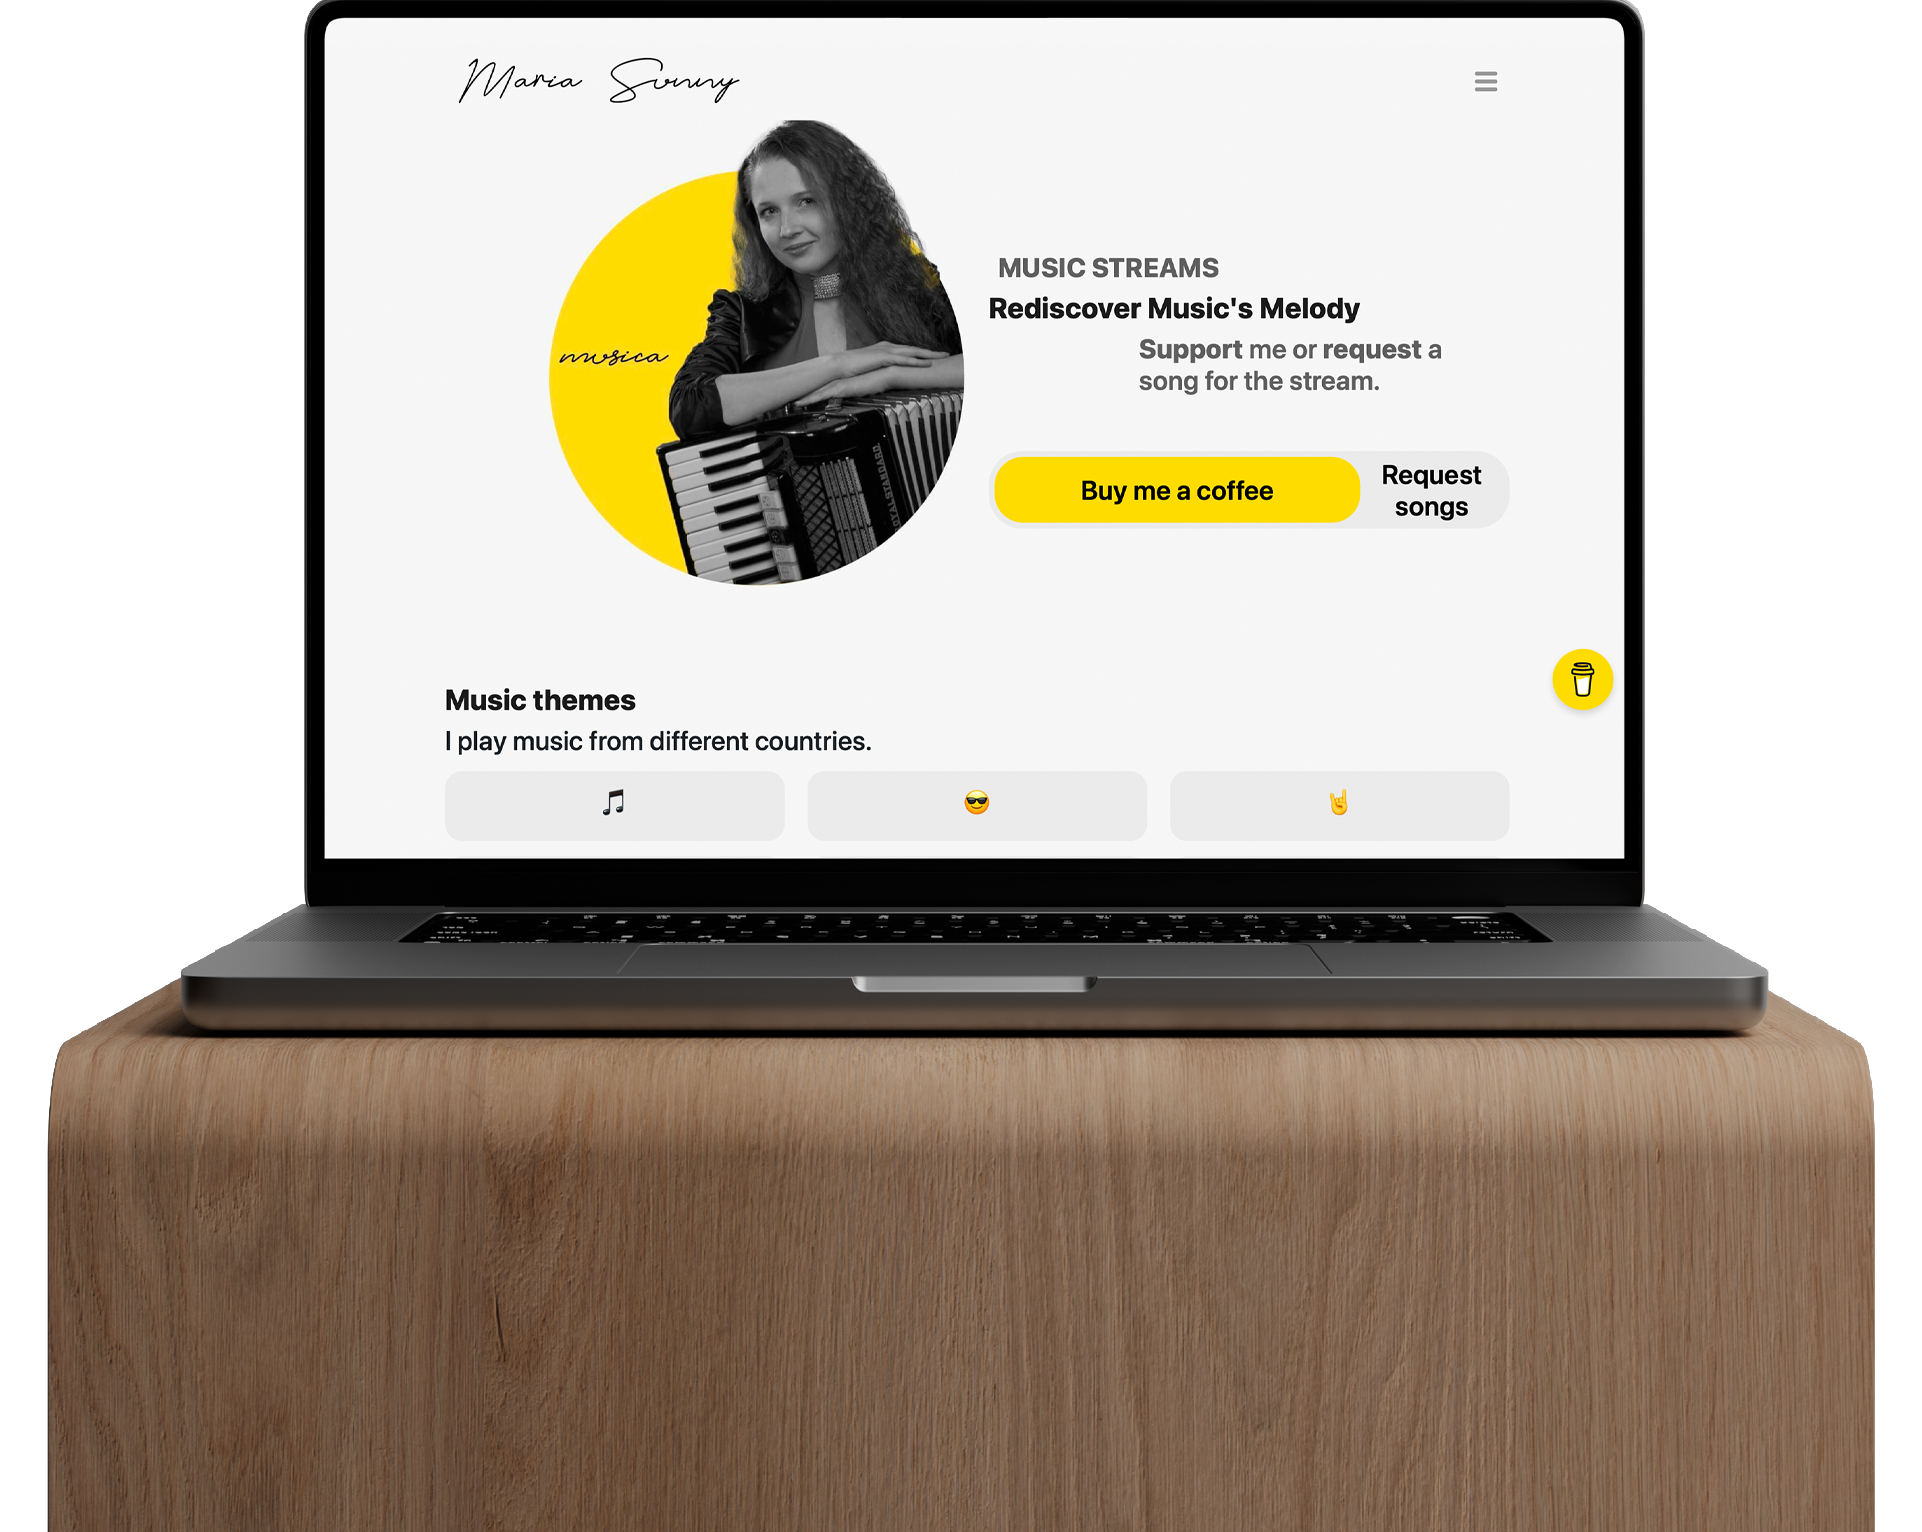 Maria Sunny
musica
MUSIC STREAMS
Rediscover Music's Melody
Support me or request a
song for the stream.
Buy me a coffee
Request
songs
Music themes
I play music from different countries.